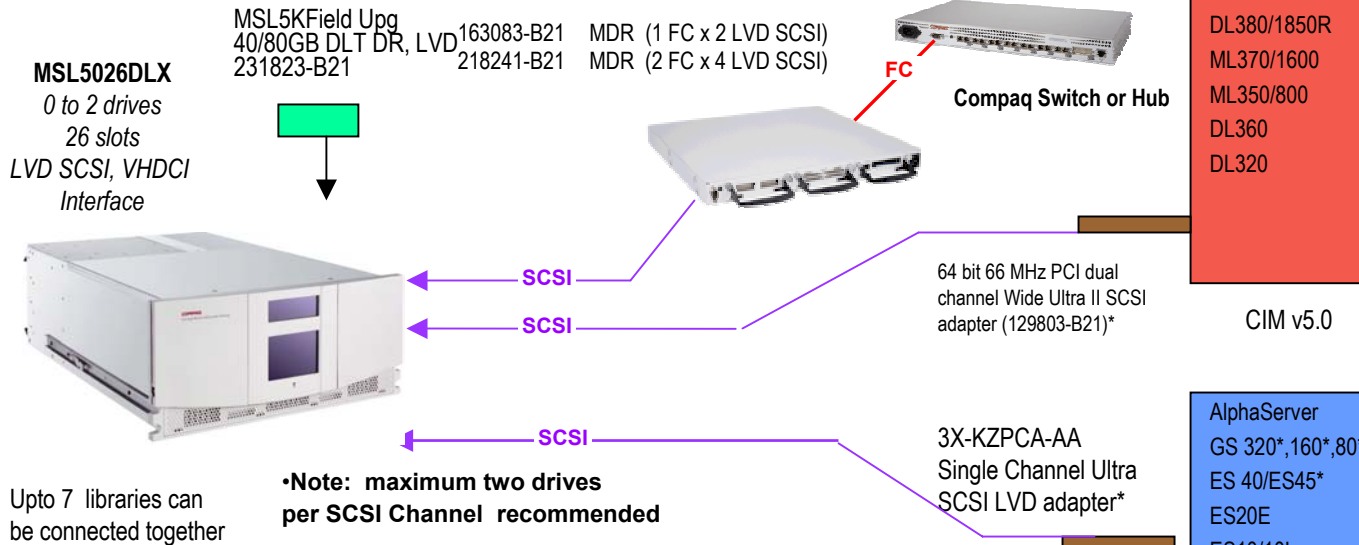 MSL5KField Upg
40/80GB DLT DR, LVD
231823-B21
163083-B21 MDR (1 FC x 2 LVD SCSI)
218241-B21 MDR (2 FC x 4 LVD SCSI)
MSL5026DLX
0 to 2 drives
26 slots
LVD SCSI, VHDCI
Interface
FC
Compaq Switch or Hub
DL380/1850R
ML370/1600
ML350/800
DL360
DL320
SCSI
SCSI
64 bit 66 MHz PCI dual
channel Wide Ultra II SCSI
adapter (129803-B21)*
CIM v5.0
SCSI
3X-KZPCA-AA
Single Channel Ultra
SCSI LVD adapter*
AlphaServer
GS 320*,160*,80*
ES 40/ES45*
ES20E
Upto 7 libraries can
be connected together
•Note: maximum two drives
per SCSI Channel recommended